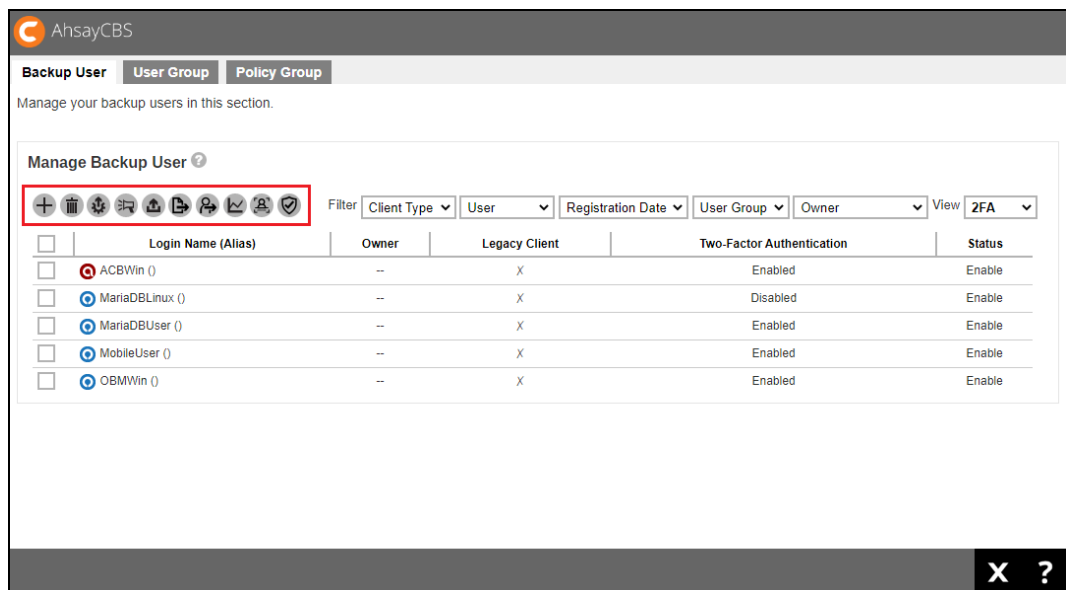 AhsayCBS
Backup User User Group Policy Group
Manage your backup users in this section.
Manage Backup User ?
Filter Client Type User Registration Date User Group Owner View 2FA
Login Name (Alias) Owner Legacy Client Two-Factor Authentication Status
ACBWin () -- X Enabled Enable
MariaDBLinux () -- X Disabled Enable
MariaDBUser () -- X Enabled Enable
MobileUser () -- X Enabled Enable
OBMWin () -- X Enabled Enable
X ?